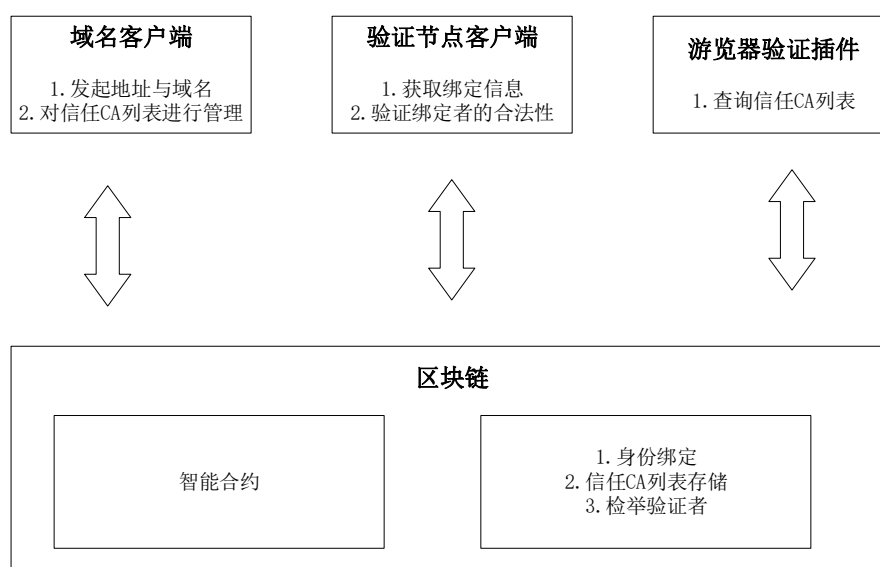 域名客户端
1.发起地址与域名
2.对信任CA列表进行管理
验证节点客户端
1.获取绑定信息
2.验证绑定者的合法性
游览器验证插件
1.查询信任CA列表
区块链
智能合约
1.身份绑定
2.信任CA列表存储
3.检举验证者